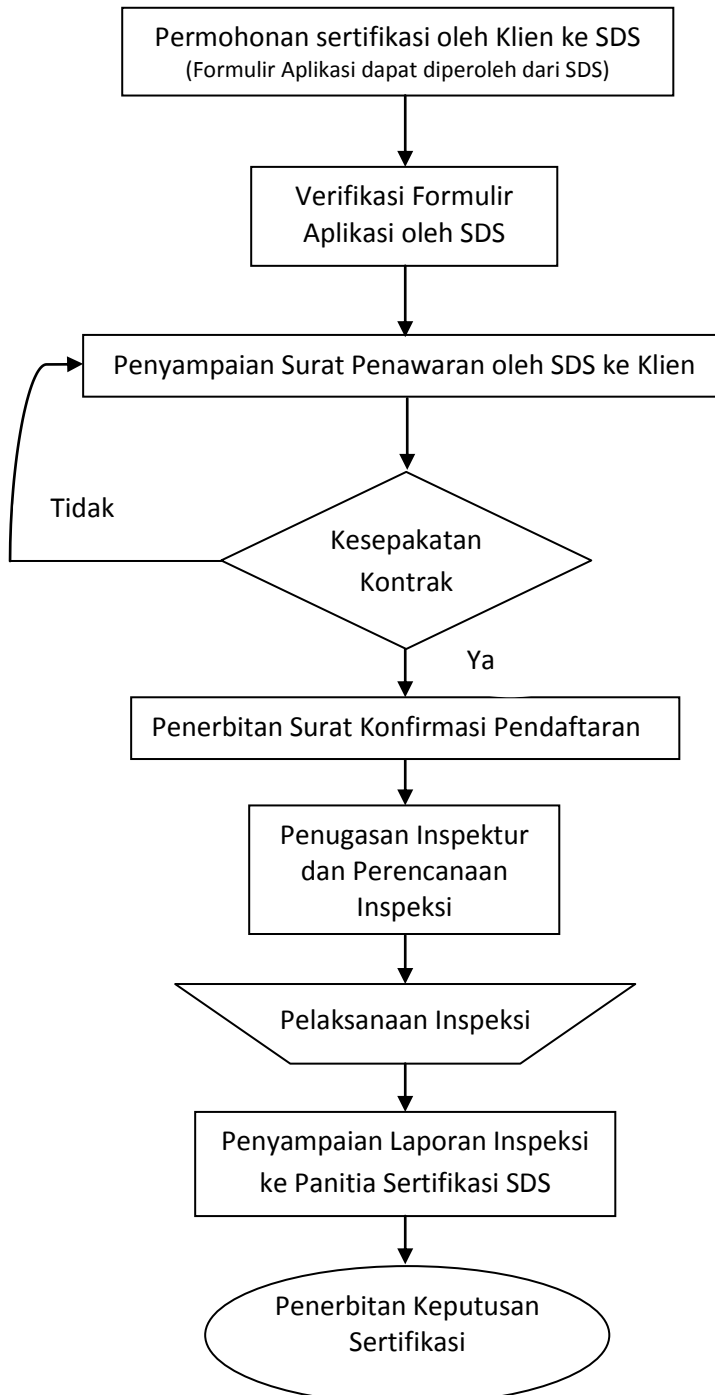 Permohonan sertifikasi oleh Klien ke SDS
(Formulir Aplikasi dapat diperoleh dari SDS)
Verifikasi Formulir
Aplikasi oleh SDS
Penyampaian Surat Penawaran oleh SDS ke Klien
Tidak
Kesepakatan
Kontrak
Ya
Penerbitan Surat Konfirmasi Pendaftaran
Penugasan Inspektur
dan Perencanaan
Inspeksi
Pelaksanaan Inspeksi
Penyampaian Laporan Inspeksi
ke Panitia Sertifikasi SDS
Penerbitan Keputusan
Sertifikasi